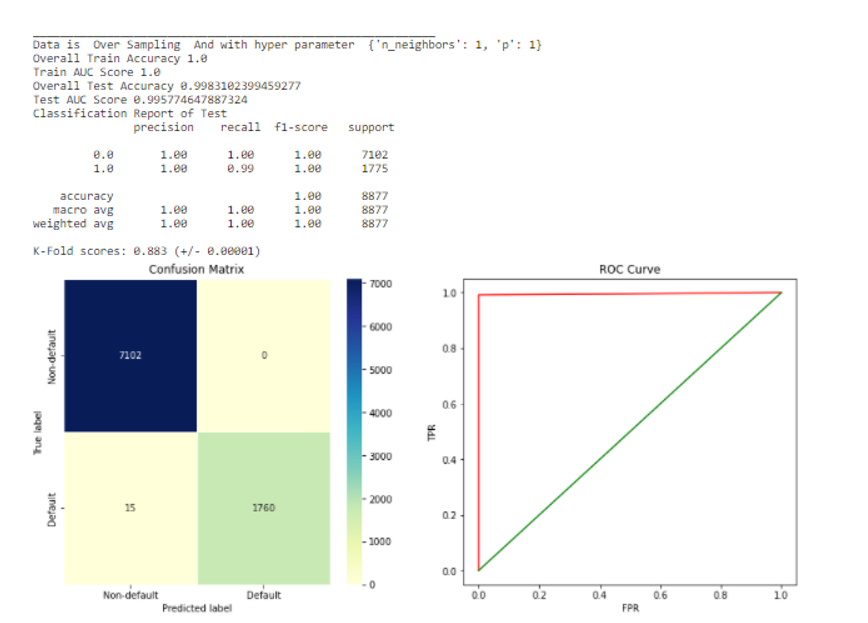 Data is  Over Sampling  And with hyper parameter  {'n_neighbors': 1, 'p': 1}
Overall Train Accuracy 1.0
Train AUC Score 1.0
Overall Test Accuracy 0.9983102399459277
Test AUC Score 0.995774647887324
Classification Report of Test
precision recall f1-score support
0.0 1.00 1.00 1.00 7102
1.0 1.00 0.99 1.00 1775
accuracy 1.00 8877
macro avg 1.00 1.00 1.00 8877
weighted avg 1.00 1.00 1.00 8877
K-Fold scores: 0.883 (+/- 0.00001)
Confusion Matrix
True label
Non-default
Default
7102
0
15
1760
Non-default
Default
Predicted label
7000
6000
5000
4000
3000
2000
1000
0
ROC Curve
TPR
1.0
0.8
0.6
0.4
0.2
0.0
0.0
0.2
0.4
0.6
0.8
1.0
FPR